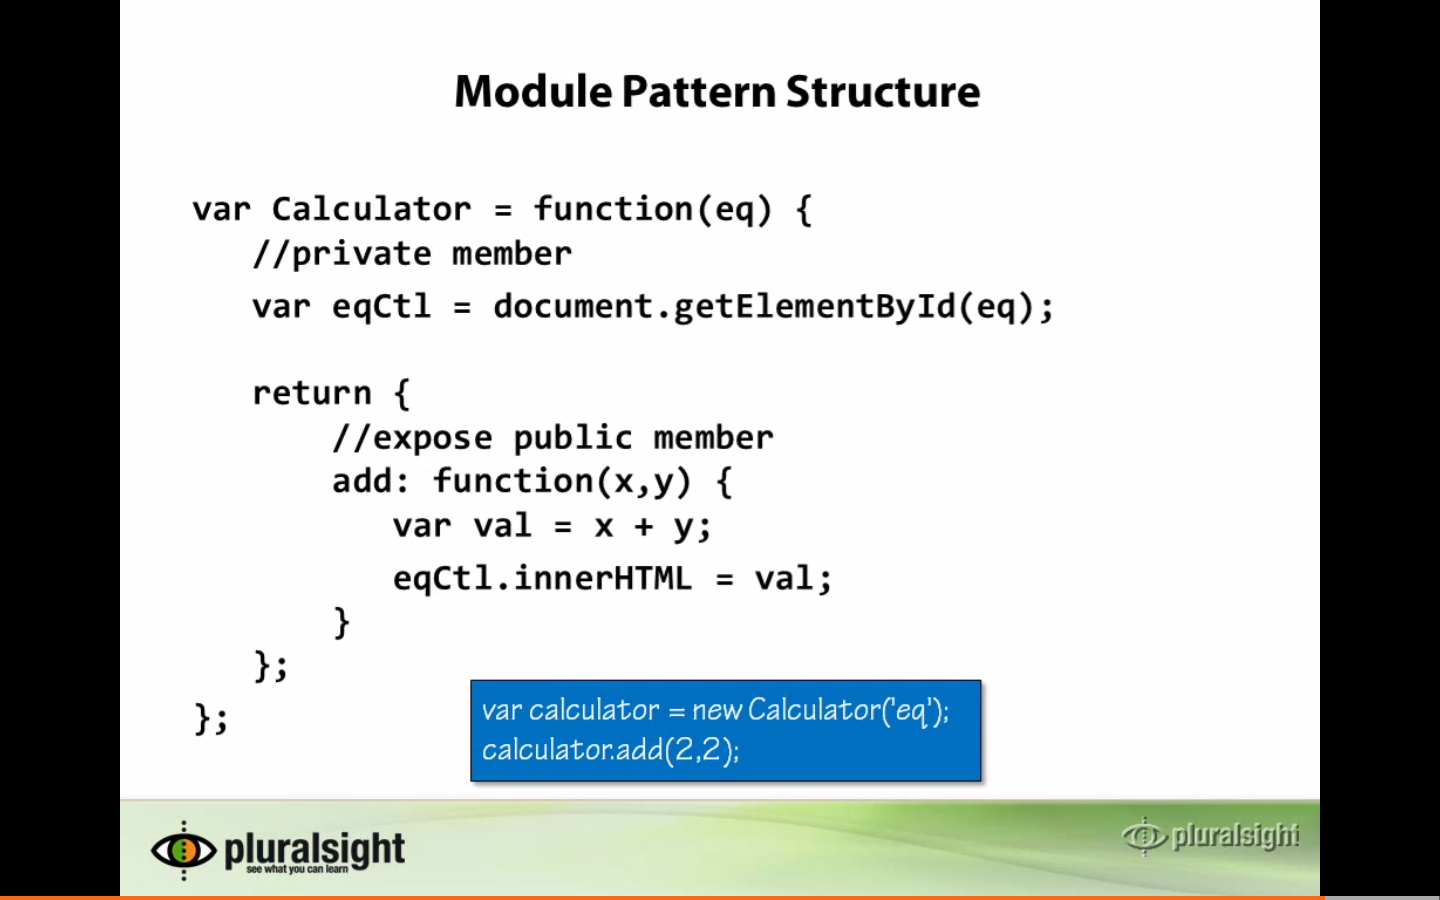 Module Pattern Structure
var Calculator = function(eq) {
//private member
var eqCtl = document.getElementById(eq);
return {
//expose public member
add: function(x,y) {
var val = x + y;
eqCtl.innerHTML = val;
}
};
};
var calculator = new Calculator('eq');
calculator.add(2,2);
pluralsight
see what you can learn
pluralsight